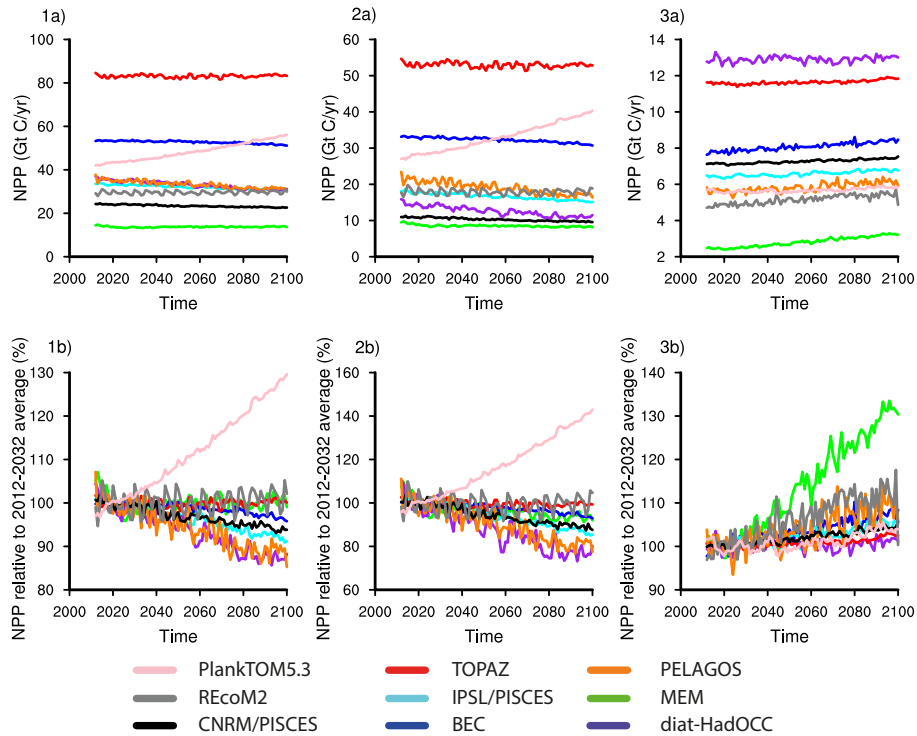 1a)
2a)
3a)
NPP (Gt C/yr)
100
80
60
40
20
0
2000 2020 2040 2060 2080 2100
Time
NPP (Gt C/yr)
60
50
40
30
20
10
0
2000 2020 2040 2060 2080 2100
Time
NPP (Gt C/yr)
14
12
10
8
6
4
2
2000 2020 2040 2060 2080 2100
Time
1b)
2b)
3b)
NPP relative to 2012-2032 average (%)
130
120
110
100
90
80
2000 2020 2040 2060 2080 2100
Time
NPP relative to 2012-2032 average (%)
160
140
120
100
80
60
2000 2020 2040 2060 2080 2100
Time
NPP relative to 2012-2032 average (%)
140
130
120
110
100
90
2000 2020 2040 2060 2080 2100
Time
PlankTOM5.3
TOPAZ
PELAGOS
REcoM2
IPSL/PISCES
MEM
CNRM/PISCES
BEC
diat-HadOCC